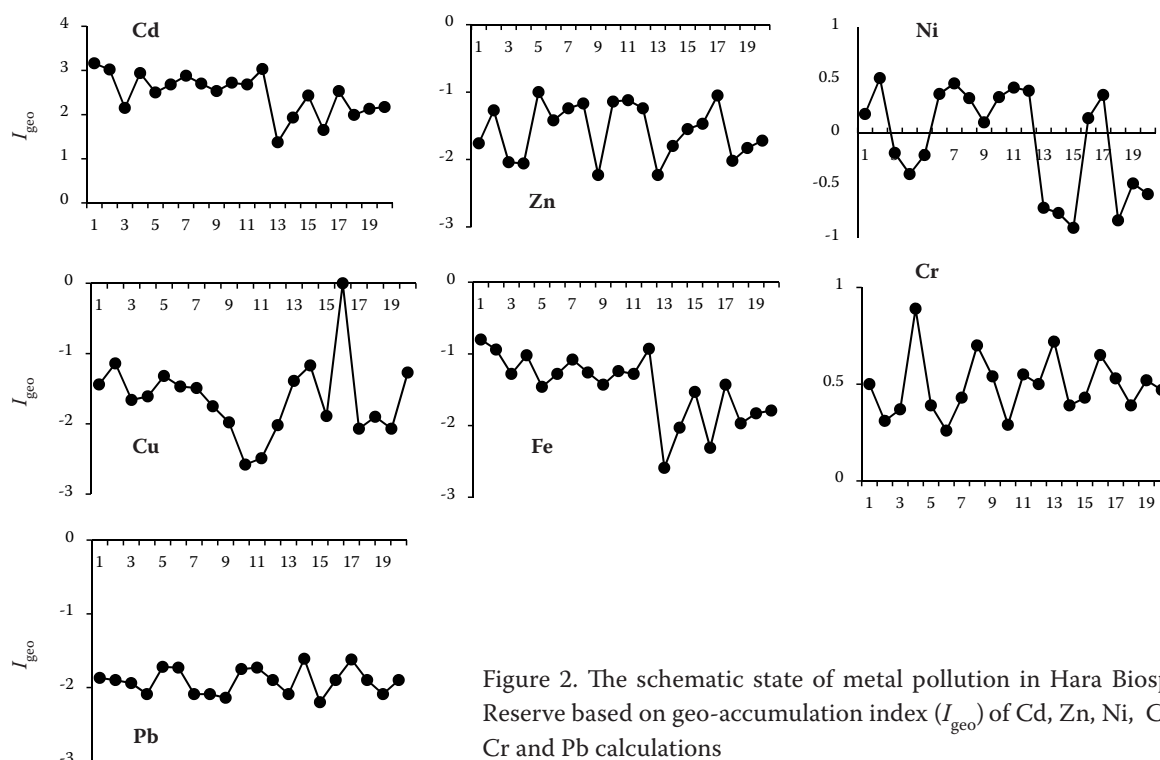 Cd
I geo
4
3
2
1
0
1 3 5 7 9 11 13 15 17 19
Zn
0
-1
-2
-3
1 3 5 7 9 11 13 15 17 19
Ni
1
0.5
0
-0.5
-1
1 7 9 11 13 15 17 19
Cu
I geo
0
-1
-2
-3
1 3 5 7 9 11 13 15 17 19
Fe
0
-1
-2
-3
1 3 5 7 9 11 13 15 17 19
Cr
1
0.5
0
1 3 5 7 9 11 13 15 17 19
Pb
I geo
0
-1
-2
-3
1 3 5 7 9 11 13 15 17 19
Figure 2. The schematic state of metal pollution in Hara
Reserve based on geo-accumulation index (I geo) of Cd, Zn, Ni,
Cr and Pb calculations